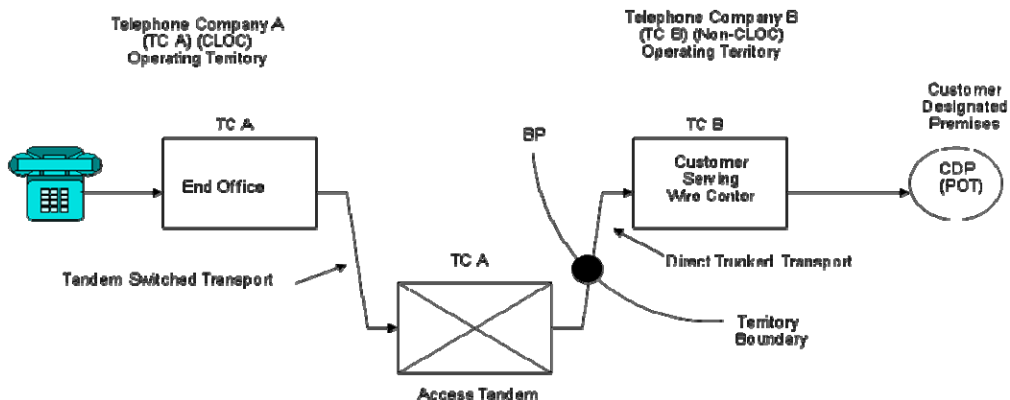 Telephone Company A
(TC A) (CLOC)
Operating Territory
Telephone Company B
(TC B) (Non-CLOC)
Operating Territory
Customer
Designated
Premises
TC A
BP
TC B
End Office
Customer
Serving
Wire Center
CDP
(POT)
Tandem Switched Transport
TC A
Direct Trunked Transport
Territory
Boundary
Access Tandem